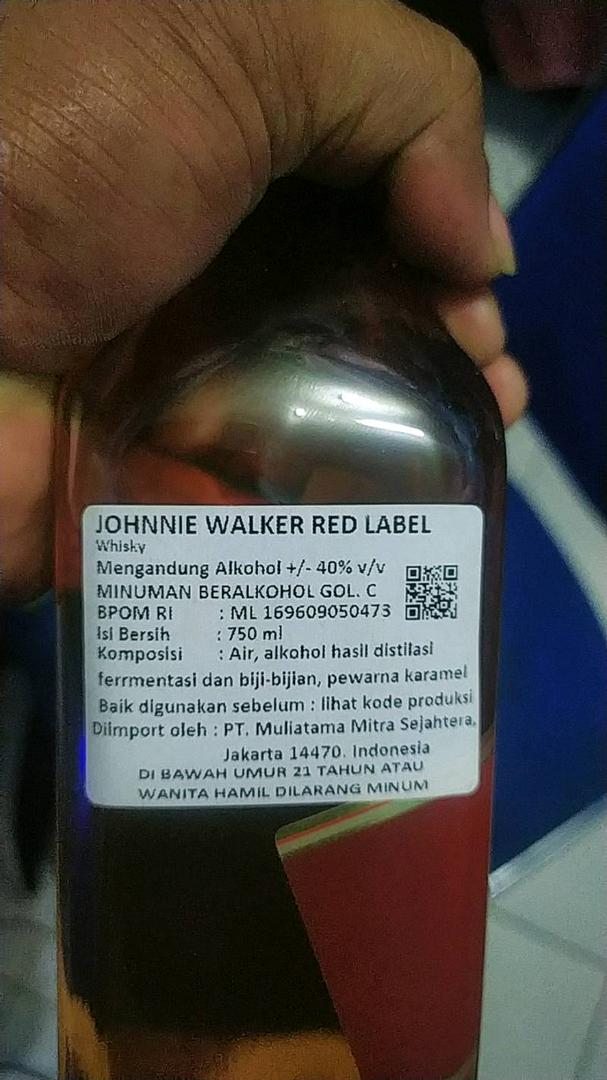 JOHNNIE WALKER RED LABEL
Whisky
Mengandung Alkohol +/- 40% v/v
MINUMAN BERALKOHOL GOL. C
BPOM RI : ML 169609050473
Isi Bersih : 750 ml
Komposisi : Air, alkohol hasil distilasi
ferrmentasi dan biji-bijian, pewarna karamel
Baik digunakan sebelum : lihat kode produksi
Diimport oleh : PT. Muliatama Mitra Sejahtera,
Jakarta 14470. Indonesia
DI BAWAH UMUR 21 TAHUN ATAU
WANITA HAMIL DILARANG MINUM